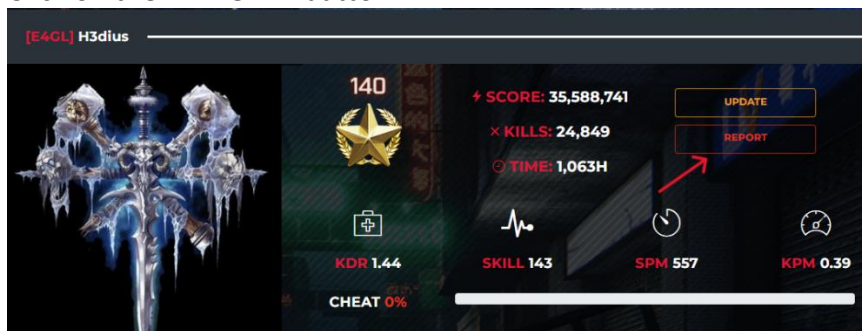 [E4GL] H3dius
140
SCORE: 35,588,741
UPDATE
KILLS: 24,849
REPORT
TIME: 1,063H
KDR 1.44
SKILL 143
SPM 557
KPM 0.39
CHEAT 0%